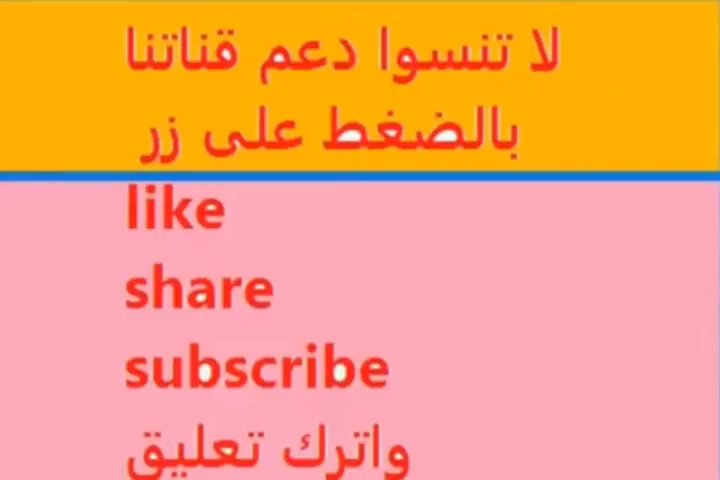 لا تنسوا دعم قناتنا
بالضغط على زر
like
share
subscribe
واترك تعليق